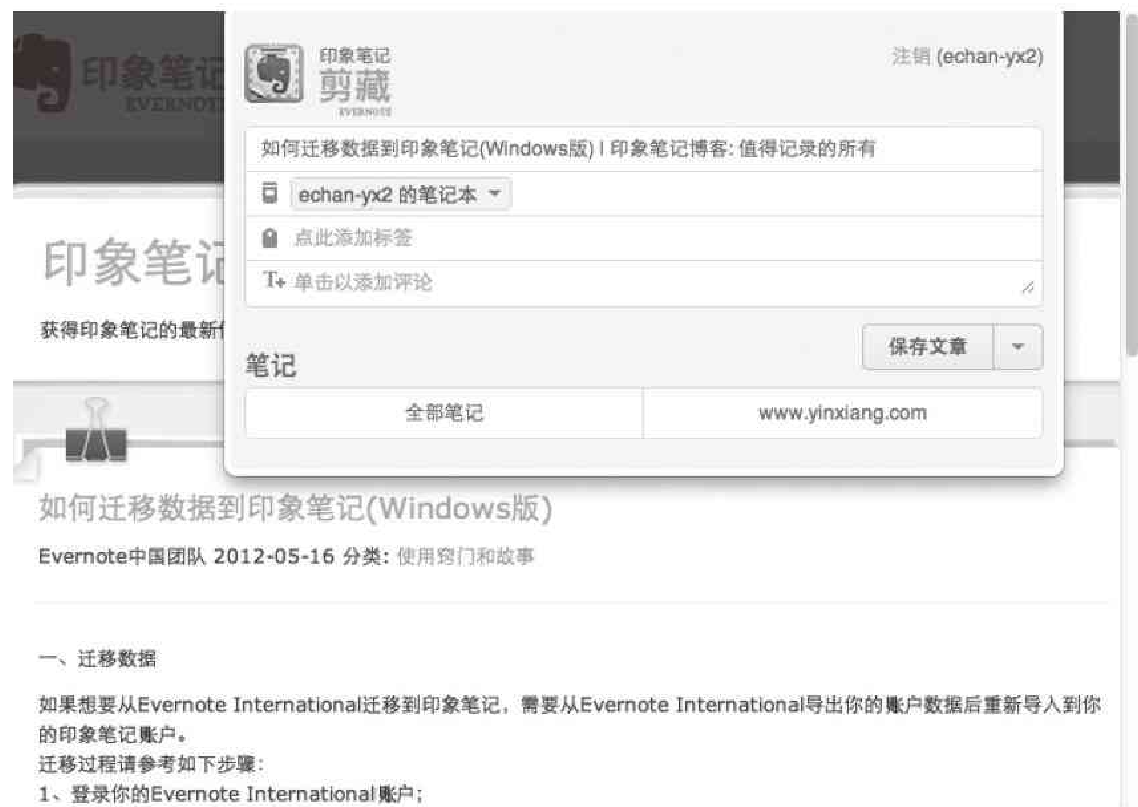 印象笔记
EVERNOTE
印象笔记
剪藏
EVERNOTE
注销 (echan-yx2)
如何迁移数据到印象笔记(Windows版) | 印象笔记博客: 值得记录的所有
echan-yx2 的笔记本
点此添加标签
T+ 单击以添加评论
保存文章
笔记
全部笔记
www.yinxiang.com
印象笔记
获得印象笔记的最新
如何迁移数据到印象笔记(Windows版)
Evernote中国团队 2012-05-16 分类: 使用窍门和故事
一、迁移数据
如果想要从Evernote International迁移到印象笔记，需要从Evernote International导出你的账户数据后重新导入到你
的印象笔记账户。
迁移过程请参考如下步骤：
1、登录你的Evernote International账户；